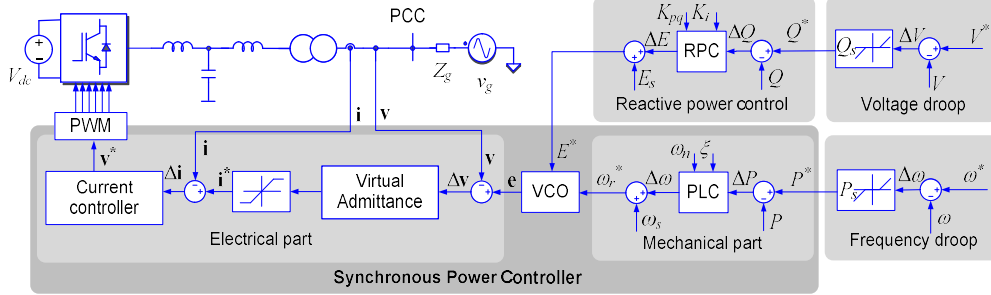 PCC
K_pq K_i
V_dc
Z_g
v_g
ΔE
RPC
ΔQ
Q*
Q_s
ΔV
V*
E_s
Q
V
Reactive power control
Voltage droop
PWM
i
v
v*
i
v
E*
ω_n ξ
Δi
i*
Δv
e
ω_r*
Δω
ΔP
P*
P_s
Δω
ω*
Current controller
Virtual Admittance
VCO
PLC
ω_s
P
ω
Electrical part
Mechanical part
Frequency droop
Synchronous Power Controller